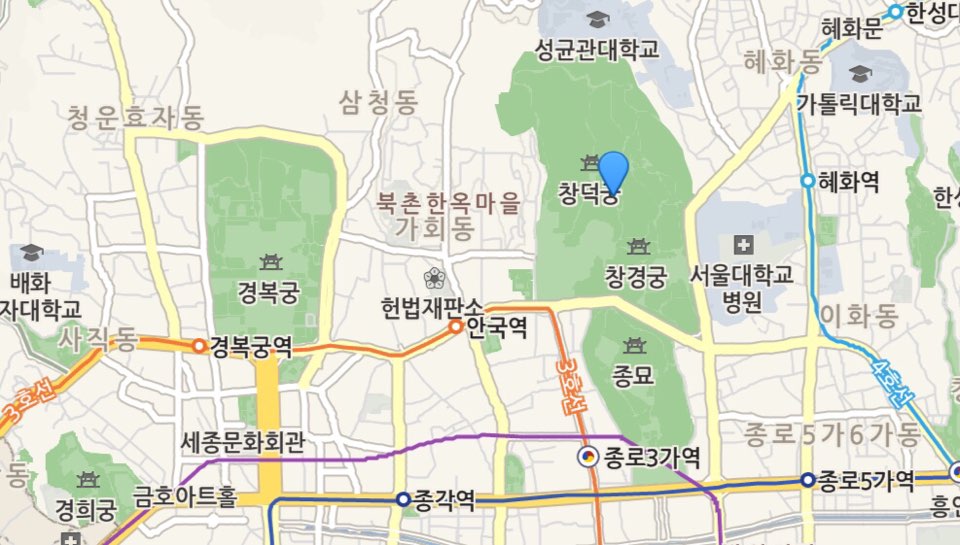 한성대
혜화문
성균관대학교
혜화동
가톨릭대학교
삼청동
청운효자동
창덕궁
혜화역
한성
북촌한옥마을
가회동
창경궁
서울대학교
병원
배화
자대학교
경복궁
헌법재판소
안국역
이화동
사직동
경복궁역
종묘
3호선
3호선
4호선
세종문화회관
종로5가6가동
종로3가역
동
종로5가역
경희궁
금호아트홀
종각역
흥인